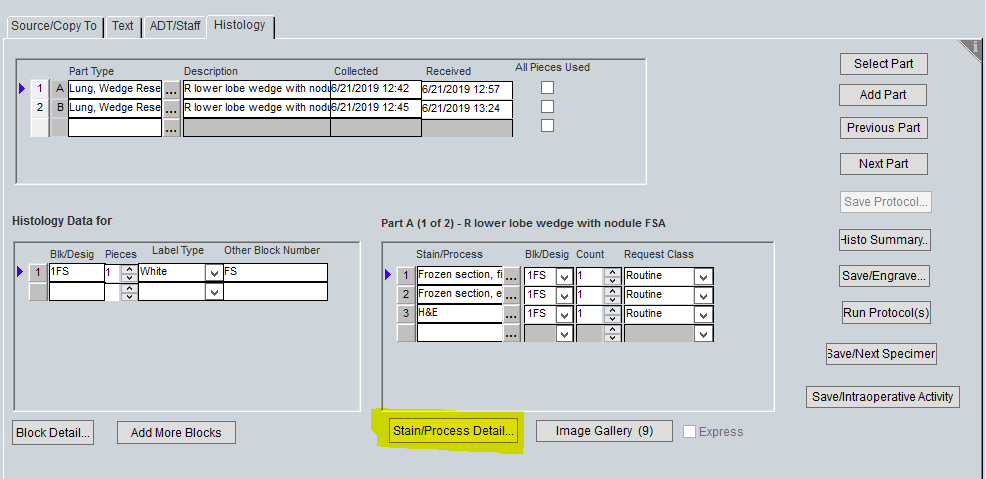 Source/Copy To Text ADT/Staff Histology
i
Part Type Description Collected Received All Pieces Used
1 A Lung, Wedge Rese ... R lower lobe wedge with nodu 6/21/2019 12:42 6/21/2019 12:57
2 B Lung, Wedge Rese ... R lower lobe wedge with nodu 6/21/2019 12:45 6/21/2019 13:24
...
Select Part
Add Part
Previous Part
Next Part
Save Protocol...
Histo Summary..
Save/Engrave...
Run Protocol(s)
Save/Next Specimen
Save/Intraoperative Activity
Histology Data for
Blk/Desig Pieces Label Type Other Block Number
1 1FS 1 White FS
Block Detail... Add More Blocks
Part A (1 of 2) - R lower lobe wedge with nodule FSA
Stain/Process Blk/Desig Count Request Class
1 Frozen section, fi ... 1FS 1 Routine
2 Frozen section, e ... 1FS 1 Routine
3 H&E ... 1FS 1 Routine
...
Stain/Process Detail... Image Gallery (9) Express